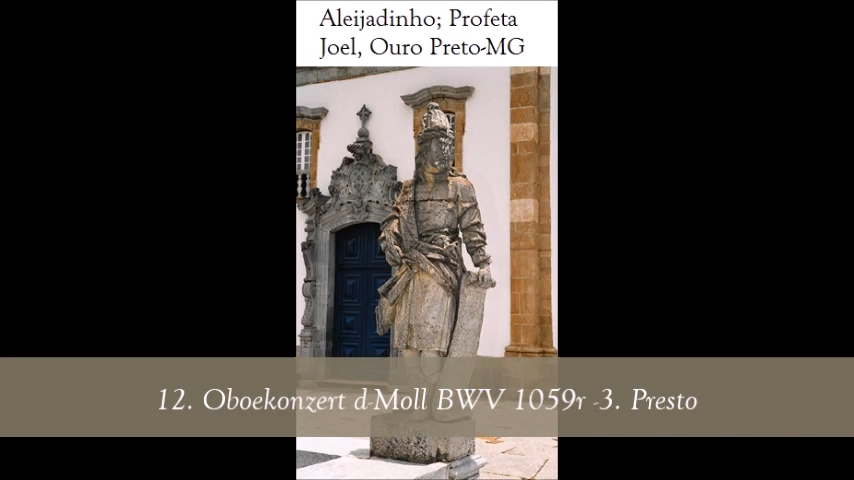 Aleijadinho; Profeta
Joel, Ouro Preto-MG
12. Oboekonzert d-Moll BWV 1059r -3. Presto